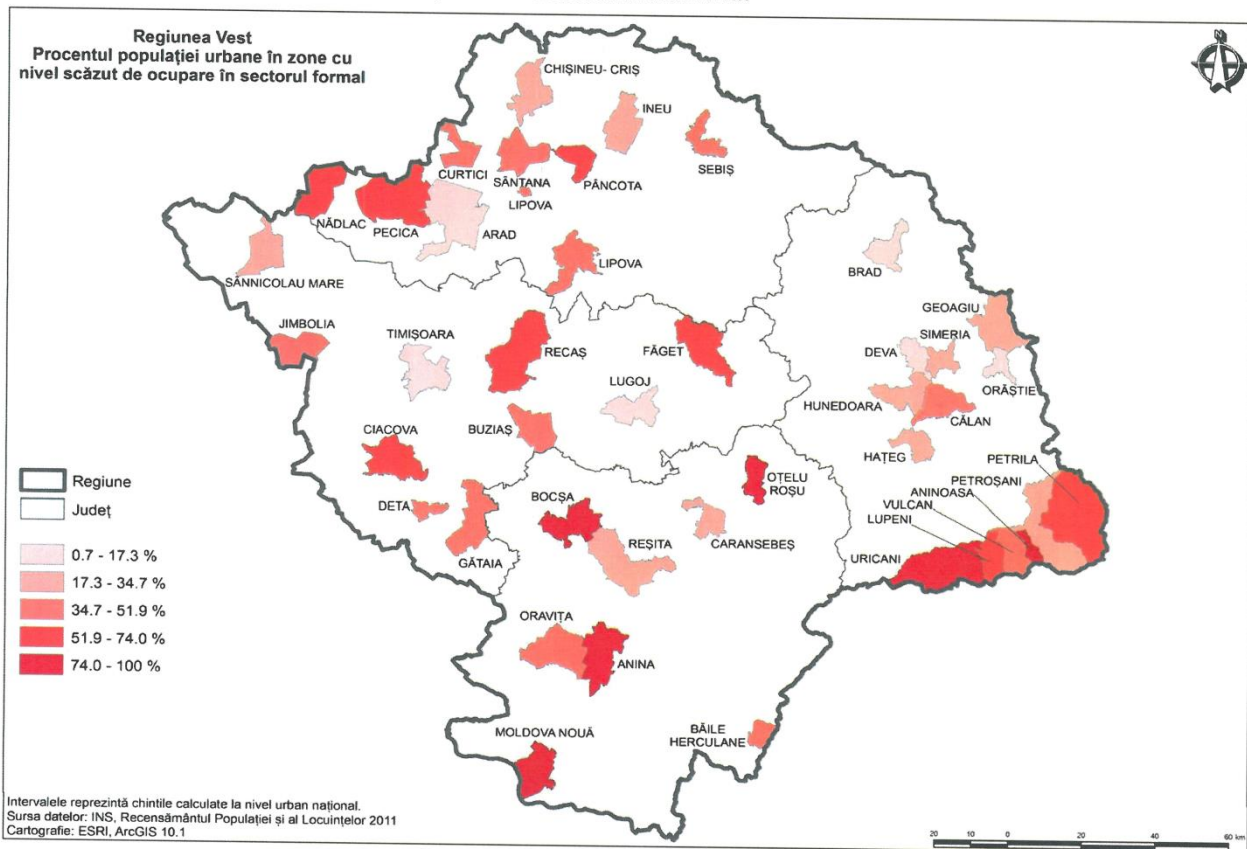 Regiunea Vest
Procentul populației urbane în zone cu
nivel scăzut de ocupare în sectorul formal
N
CHIȘINEU- CRIȘ
INEU
SEBIȘ
CURTICI
SÂNTANA
PÂNCOTA
LIPOVA
NĂDLAC
PECICA
ARAD
LIPOVA
SÂNNICOLAU MARE
BRAD
GEOAGIU
JIMBOLIA
TIMIȘOARA
RECAȘ
FĂGET
SIMERIA
DEVA
LUGOJ
ORĂȘTIE
HUNEDOARA
CĂLAN
CIACOVA
BUZIAȘ
HAȚEG
PETRILA
PETROȘANI
ANINOASA
VULCAN
LUPENI
URICANI
OȚELU
ROȘU
BOCȘA
DETA
REȘITA
CARANSEBEȘ
GĂTAIA
ORAVIȚA
ANINA
MOLDOVA NOUĂ
BĂILE
HERCULANE
Regiune
Județ
0.7 - 17.3 %
17.3 - 34.7 %
34.7 - 51.9 %
51.9 - 74.0 %
74.0 - 100 %
Intervalele reprezintă chintile calculate la nivel urban național.
Sursa datelor: INS, Recensământul Populației și al Locuințelor 2011
Cartografie: ESRI, ArcGIS 10.1
20 10 0 20 40 60 km